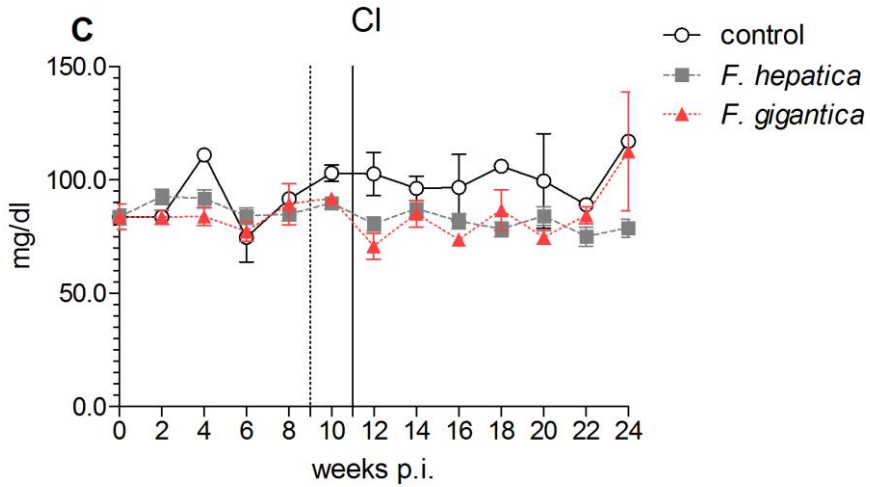 C
Cl
control
F. hepatica
F. gigantica
150.0
100.0
50.0
0.0
mg/dl
0 2 4 6 8 10 12 14 16 18 20 22 24
weeks p.i.